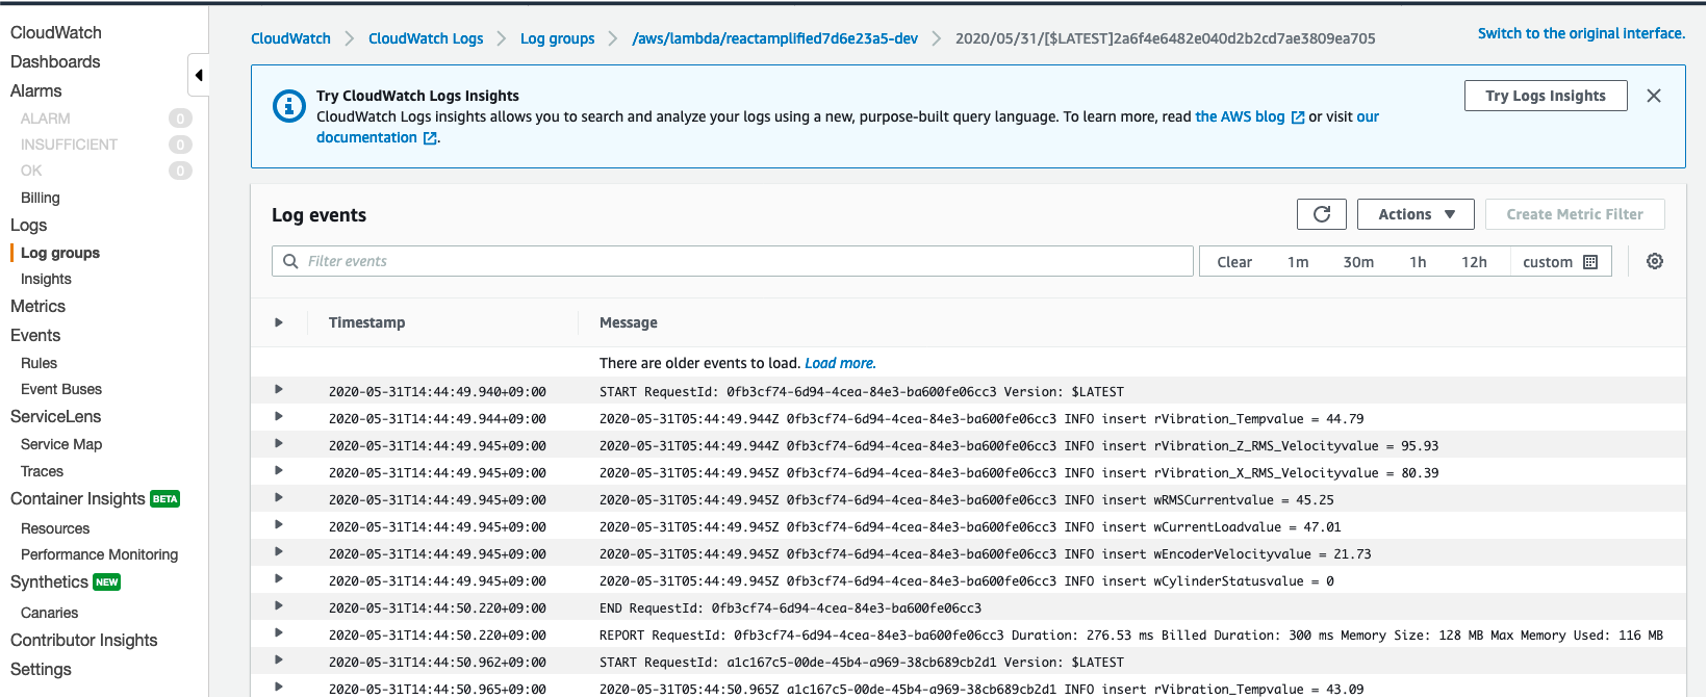 CloudWatch
Dashboards
Alarms
ALARM 0
INSUFFICIENT 0
OK 0
Billing
Logs
Log groups
Insights
Metrics
Events
Rules
Event Buses
ServiceLens
Service Map
Traces
Container Insights BETA
Resources
Performance Monitoring
Synthetics NEW
Canaries
Contributor Insights
Settings
CloudWatch CloudWatch Logs Log groups /aws/lambda/reactamplified7d6e23a5-dev 2020/05/31/[$LATEST]2a6f4e6482e040d2b2cd7ae3809ea705
Switch to the original interface.
Try CloudWatch Logs Insights
CloudWatch Logs insights allows you to search and analyze your logs using a new, purpose-built query language. To learn more, read the AWS blog or visit our
documentation .
Try Logs Insights
Log events
Actions
Create Metric Filter
Filter events
Clear 1m 30m 1h 12h custom
Timestamp Message
There are older events to load. Load more.
2020-05-31T14:44:49.940+09:00 START RequestId: 0fb3cf74-6d94-4cea-84e3-ba600fe06cc3 Version: $LATEST
2020-05-31T14:44:49.944+09:00 2020-05-31T05:44:49.944Z 0fb3cf74-6d94-4cea-84e3-ba600fe06cc3 INFO insert rVibration_Tempvalue = 44.79
2020-05-31T14:44:49.945+09:00 2020-05-31T05:44:49.944Z 0fb3cf74-6d94-4cea-84e3-ba600fe06cc3 INFO insert rVibration_Z_RMS_Velocityvalue = 95.93
2020-05-31T14:44:49.945+09:00 2020-05-31T05:44:49.945Z 0fb3cf74-6d94-4cea-84e3-ba600fe06cc3 INFO insert rVibration_X_RMS_Velocityvalue = 80.39
2020-05-31T14:44:49.945+09:00 2020-05-31T05:44:49.945Z 0fb3cf74-6d94-4cea-84e3-ba600fe06cc3 INFO insert wRMSCurrentvalue = 45.25
2020-05-31T14:44:49.945+09:00 2020-05-31T05:44:49.945Z 0fb3cf74-6d94-4cea-84e3-ba600fe06cc3 INFO insert wCurrentLoadvalue = 47.01
2020-05-31T14:44:49.945+09:00 2020-05-31T05:44:49.945Z 0fb3cf74-6d94-4cea-84e3-ba600fe06cc3 INFO insert wEncoderVelocityvalue = 21.73
2020-05-31T14:44:49.945+09:00 2020-05-31T05:44:49.945Z 0fb3cf74-6d94-4cea-84e3-ba600fe06cc3 INFO insert wCylinderStatusvalue = 0
2020-05-31T14:44:50.220+09:00 END RequestId: 0fb3cf74-6d94-4cea-84e3-ba600fe06cc3
2020-05-31T14:44:50.220+09:00 REPORT RequestId: 0fb3cf74-6d94-4cea-84e3-ba600fe06cc3 Duration: 276.53 ms Billed Duration: 300 ms Memory Size: 128 MB Max Memory Used: 116 MB
2020-05-31T14:44:50.962+09:00 START RequestId: a1c167c5-00de-45b4-a969-38cb689cb2d1 Version: $LATEST
2020-05-31T14:44:50.965+09:00 2020-05-31T05:44:50.965Z a1c167c5-00de-45b4-a969-38cb689cb2d1 INFO insert rVibration_Tempvalue = 43.09